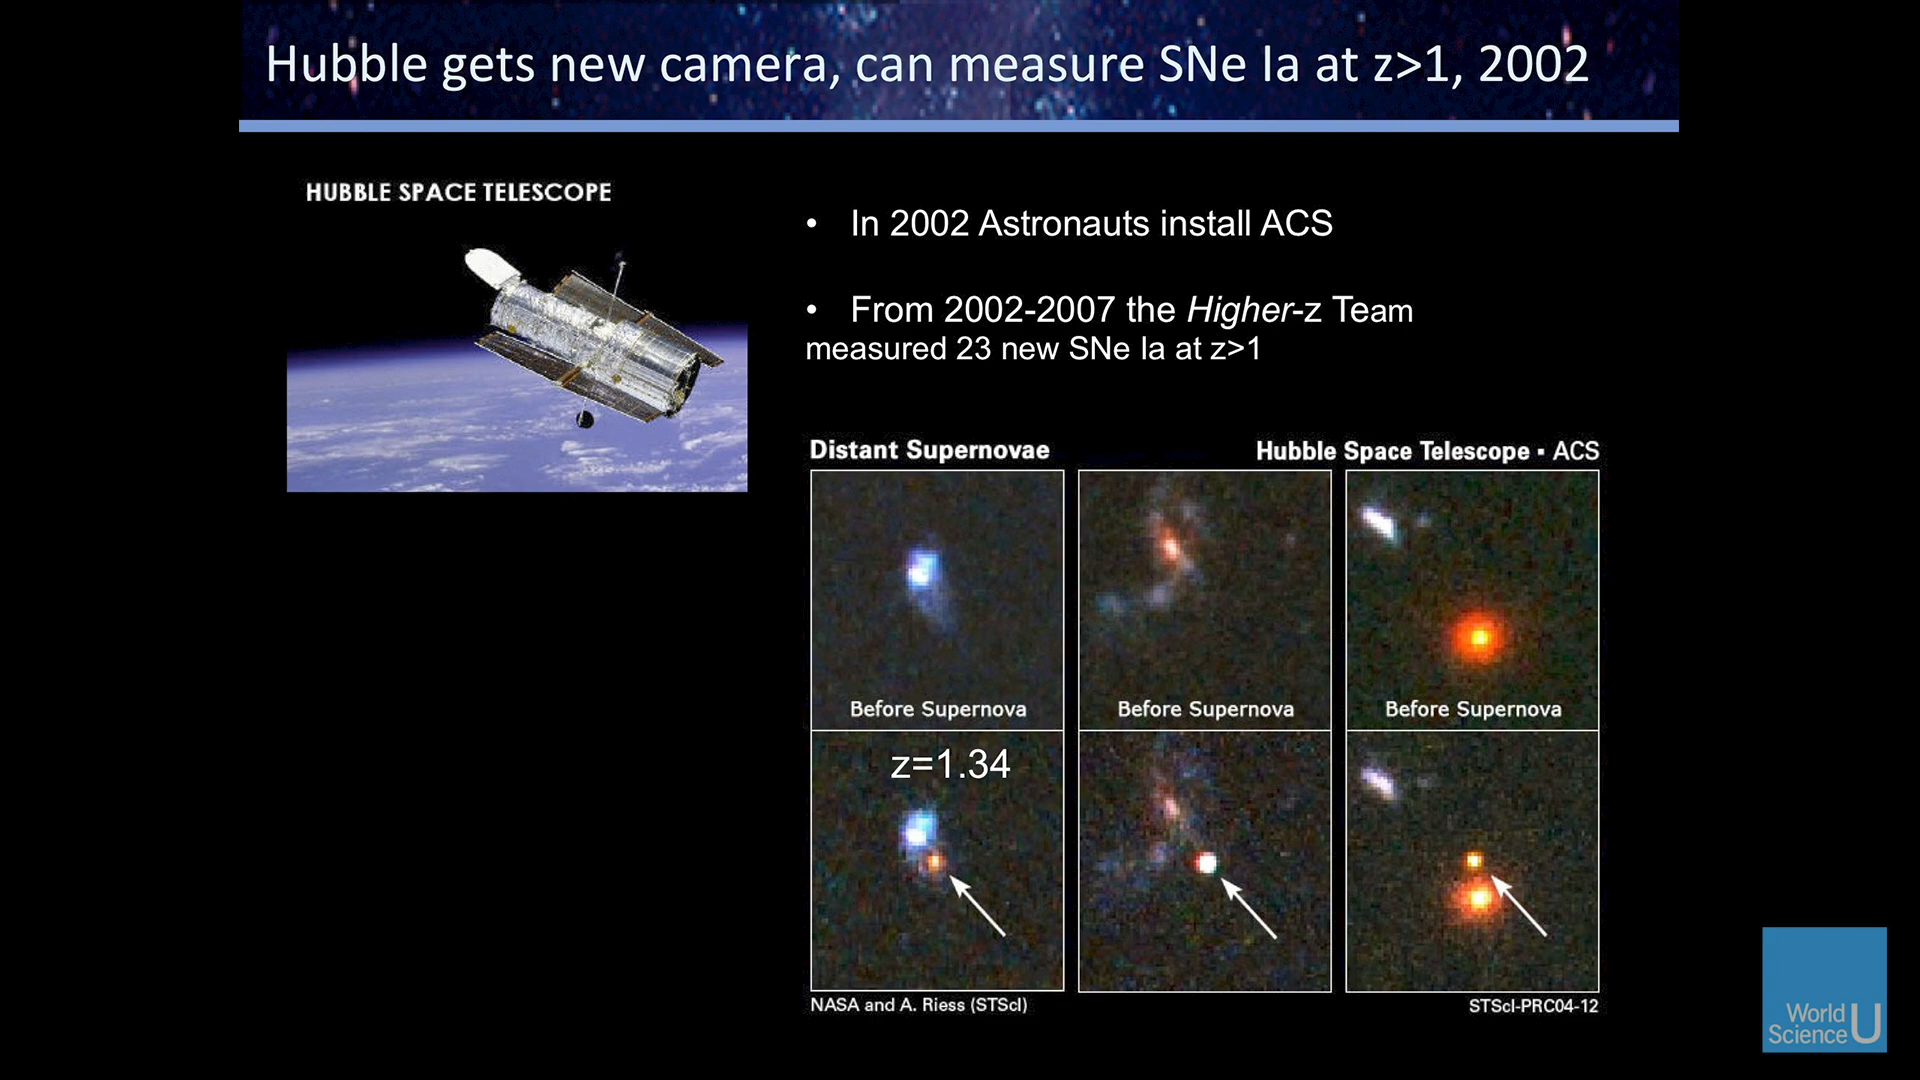 Hubble gets new camera, can measure SNe Ia at z>1, 2002
HUBBLE SPACE TELESCOPE
• In 2002 Astronauts install ACS
• From 2002-2007 the Higher-z Team
measured 23 new SNe Ia at z>1
Distant Supernovae
Hubble Space Telescope ▪ ACS
Before Supernova
Before Supernova
Before Supernova
z=1.34
NASA and A. Riess (STScI)
STScI-PRC04-12
World
Science U